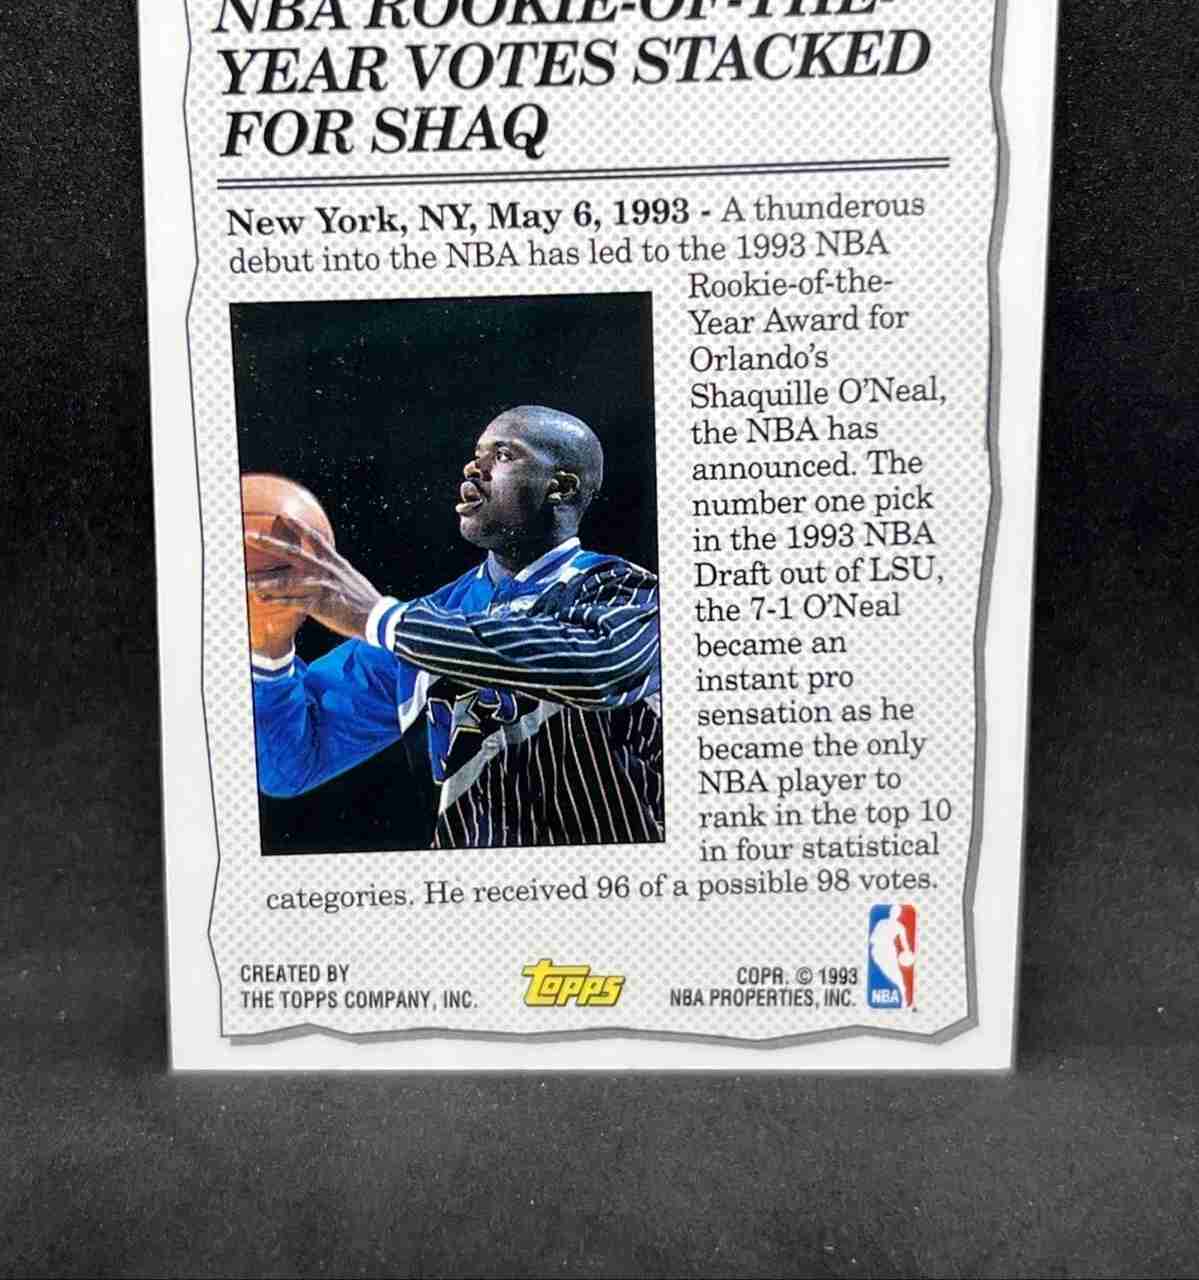 NBA ROOKIE-OF-THE-
YEAR VOTES STACKED
FOR SHAQ
New York, NY, May 6, 1993 - A thunderous
debut into the NBA has led to the 1993 NBA
Rookie-of-the-
Year Award for
Orlando's
Shaquille O'Neal,
the NBA has
announced. The
number one pick
in the 1993 NBA
Draft out of LSU,
the 7-1 O'Neal
became an
instant pro
sensation as he
became the only
NBA player to
rank in the top 10
in four statistical
categories. He received 96 of a possible 98 votes.
CREATED BY
THE TOPPS COMPANY, INC.
Topps
COPR. © 1993
NBA PROPERTIES, INC.
NBA